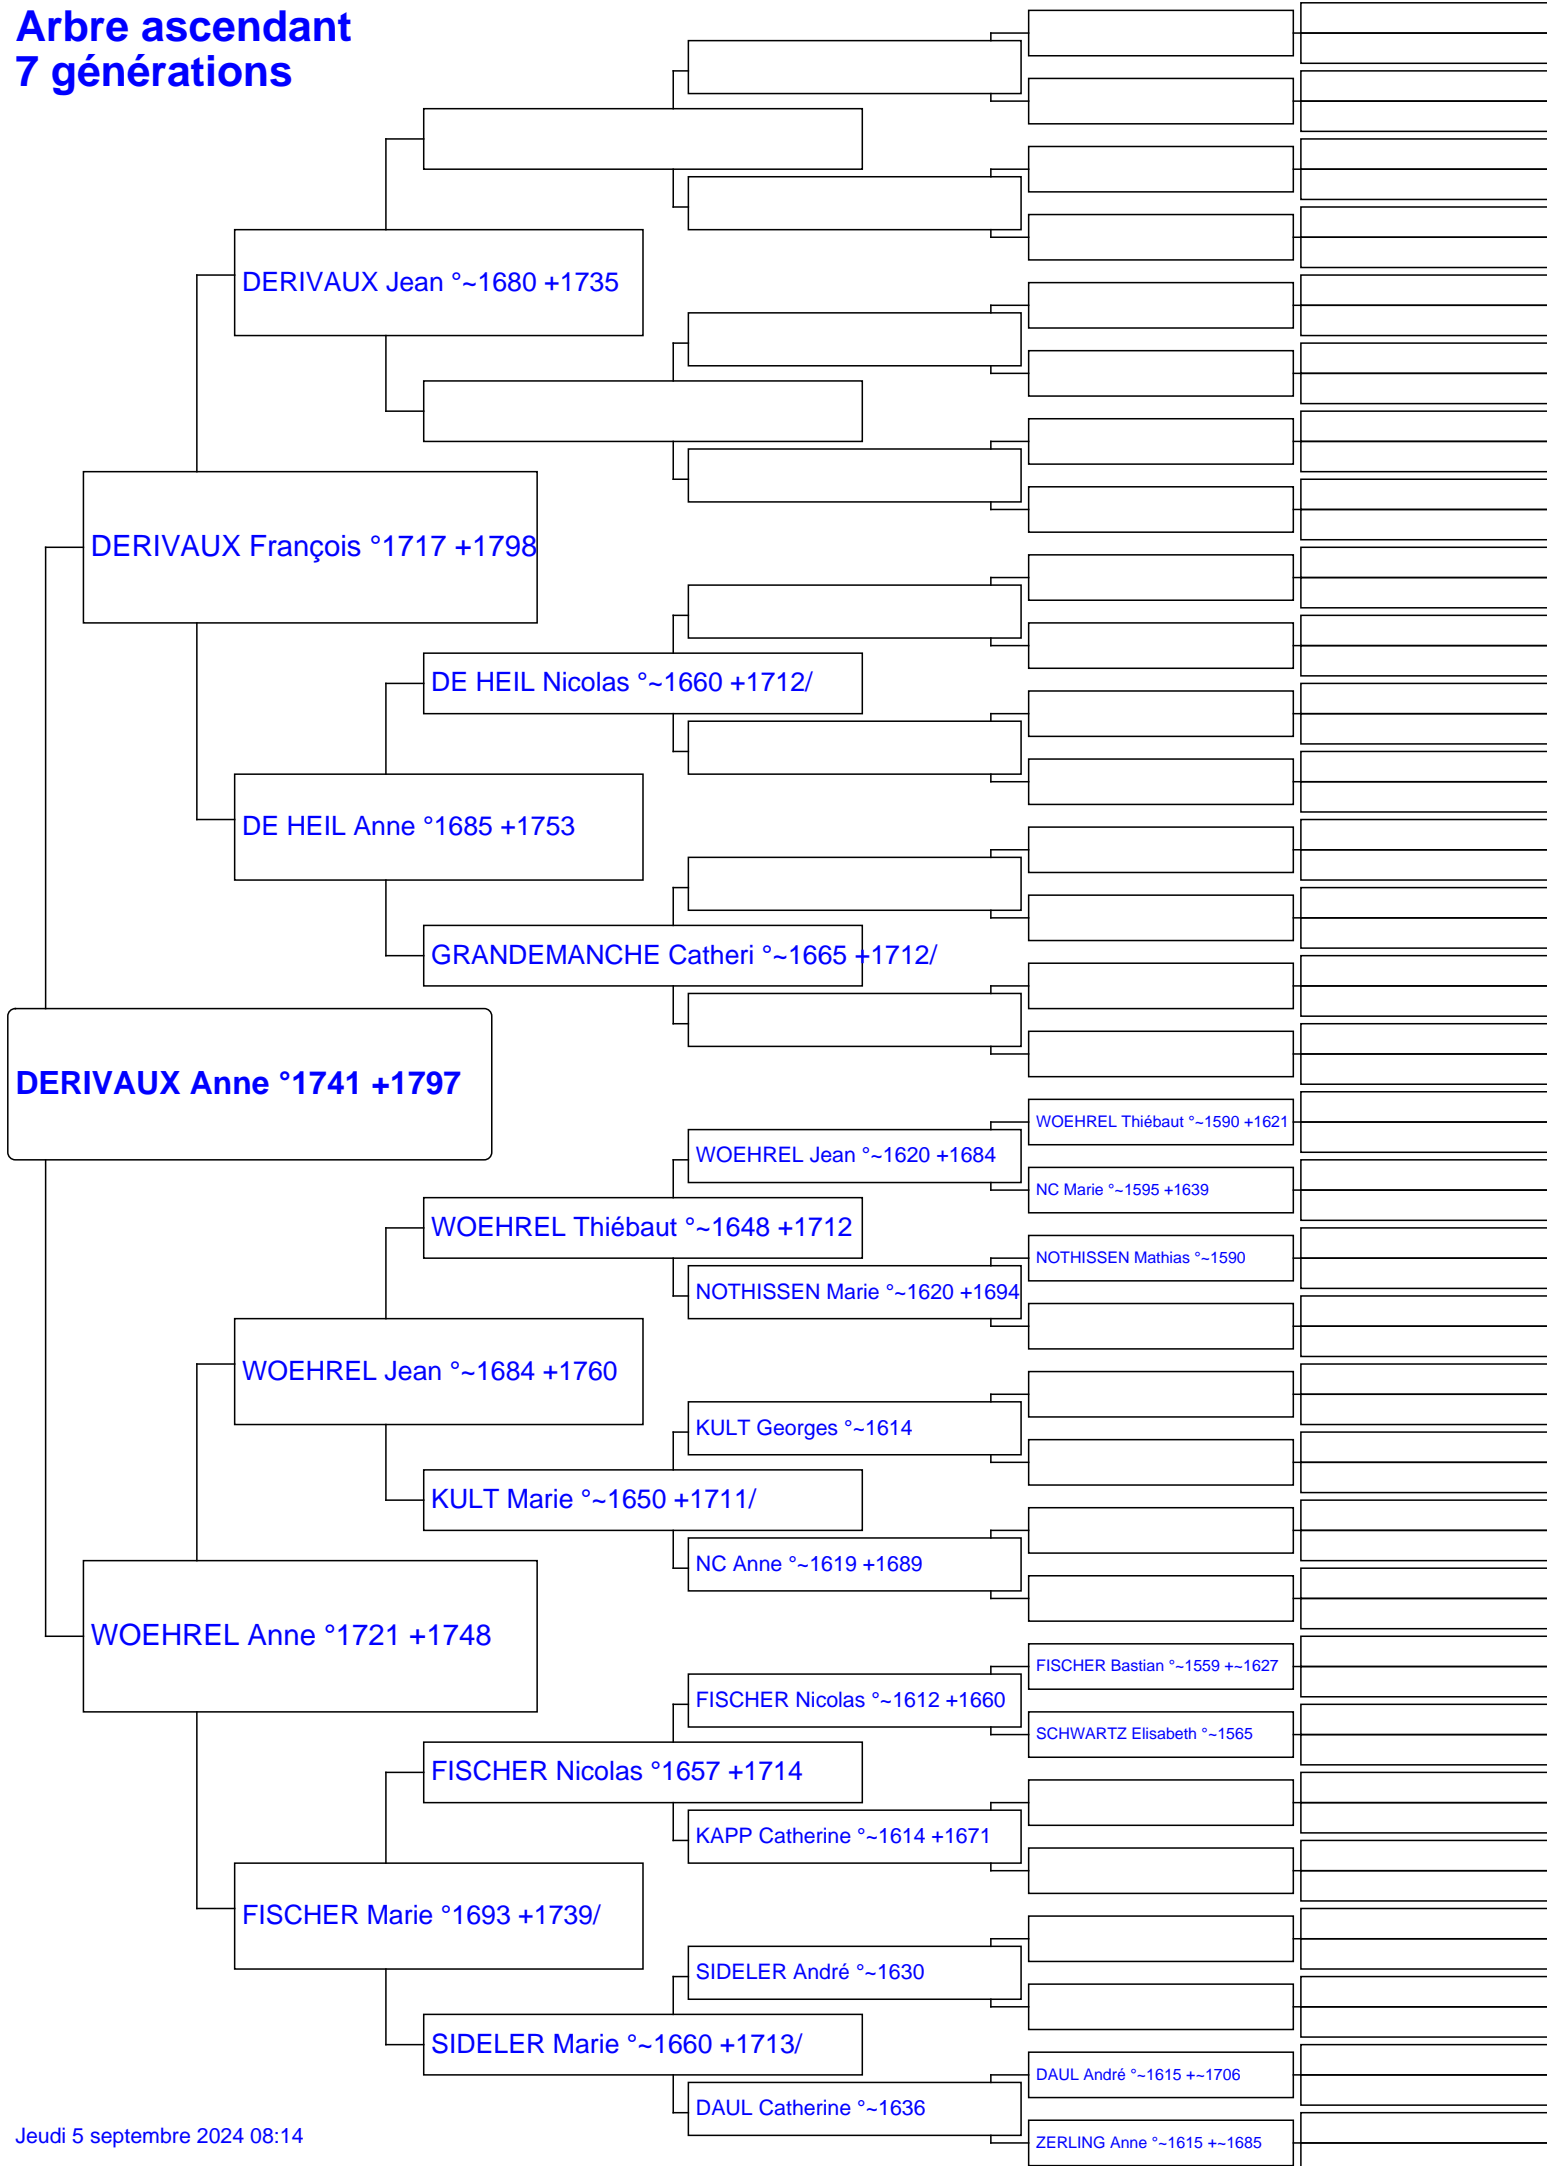 Arbre ascendant
7 générations
DERIVAUX Jean °~1680 +1735
DERIVAUX François °1717 +1798
DE HEIL Nicolas °~1660 +1712/
DE HEIL Anne °1685 +1753
GRANDEMANCHE Catheri °~1665 +1712/
DERIVAUX Anne °1741 +1797
WOEHREL Thiébaut °~1590 +1621
WOEHREL Jean °~1620 +1684
NC Marie °~1595 +1639
WOEHREL Thiébaut °~1648 +1712
NOTHISSEN Mathias °~1590
NOTHISSEN Marie °~1620 +1694
WOEHREL Jean °~1684 +1760
KULT Georges °~1614
KULT Marie °~1650 +1711/
NC Anne °~1619 +1689
WOEHREL Anne °1721 +1748
FISCHER Bastian °~1559 +~1627
FISCHER Nicolas °~1612 +1660
SCHWARTZ Elisabeth °~1565
FISCHER Nicolas °1657 +1714
KAPP Catherine °~1614 +1671
FISCHER Marie °1693 +1739/
SIDELER André °~1630
SIDELER Marie °~1660 +1713/
DAUL André °~1615 +~1706
DAUL Catherine °~1636
ZERLING Anne °~1615 +~1685
Jeudi 5 septembre 2024 08:14